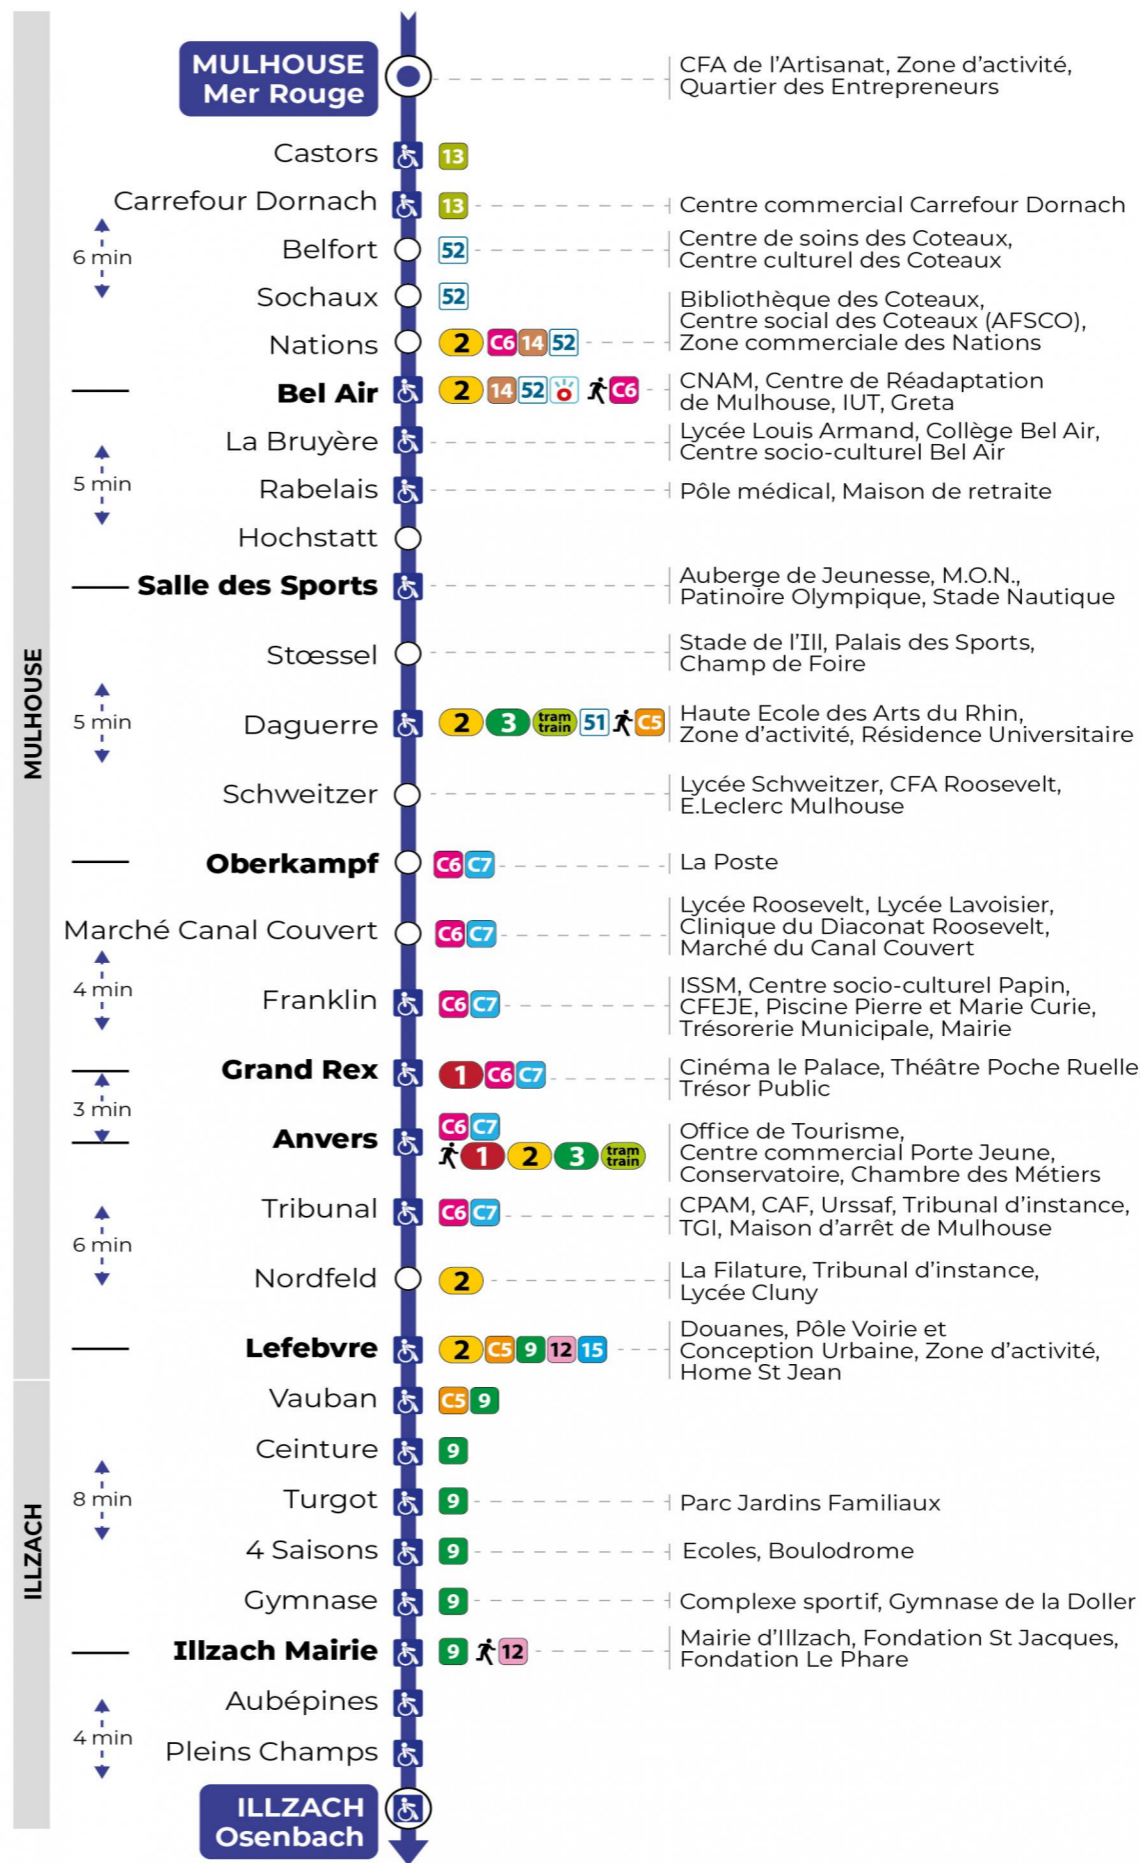 MULHOUSE
Mer Rouge
CFA de l'Artisanat, Zone d'activité,
Quartier des Entrepreneurs
Castors 13
Carrefour Dornach 13 Centre commercial Carrefour Dornach
6 min
Belfort 52
Centre de soins des Coteaux,
Centre culturel des Coteaux
Sochaux 52
Nations 2 C6 14 52
Bibliothèque des Coteaux,
Centre social des Coteaux (AFSCO),
Zone commerciale des Nations
Bel Air 2 14 52 C6
CNAM, Centre de Réadaptation
de Mulhouse, IUT, Greta
La Bruyère
Lycée Louis Armand, Collège Bel Air,
Centre socio-culturel Bel Air
5 min
Rabelais Pôle médical, Maison de retraite
Hochstatt
Salle des Sports
Auberge de Jeunesse, M.O.N.,
Patinoire Olympique, Stade Nautique
Stœssel
Stade de l'Ill, Palais des Sports,
Champ de Foire
MULHOUSE
5 min
Daguerre 2 3 tram train 51 C5
Haute Ecole des Arts du Rhin,
Zone d'activité, Résidence Universitaire
Schweitzer
Lycée Schweitzer, CFA Roosevelt,
E.Leclerc Mulhouse
Oberkampf C6 C7 La Poste
Marché Canal Couvert C6 C7
Lycée Roosevelt, Lycée Lavoisier,
Clinique du Diaconat Roosevelt,
Marché du Canal Couvert
4 min
Franklin C6 C7
ISSM, Centre socio-culturel Papin,
CFEJE, Piscine Pierre et Marie Curie,
Trésorerie Municipale, Mairie
Grand Rex 1 C6 C7
Cinéma le Palace, Théâtre Poche Ruelle
Trésor Public
3 min
Anvers C6 C7
1 2 3 tram train
Office de Tourisme,
Centre commercial Porte Jeune,
Conservatoire, Chambre des Métiers
Tribunal C6 C7
CPAM, CAF, Urssaf, Tribunal d'instance,
TGI, Maison d'arrêt de Mulhouse
6 min
Nordfeld 2
La Filature, Tribunal d'instance,
Lycée Cluny
Lefebvre 2 C5 9 12 15
Douanes, Pôle Voirie et
Conception Urbaine, Zone d'activité,
Home St Jean
Vauban C5 9
Ceinture 9
8 min
Turgot 9 Parc Jardins Familiaux
ILLZACH
4 Saisons 9 Ecoles, Boulodrome
Gymnase 9 Complexe sportif, Gymnase de la Doller
Illzach Mairie 9 12
Mairie d'Illzach, Fondation St Jacques,
Fondation Le Phare
Aubépines
4 min
Pleins Champs
ILLZACH
Osenbach